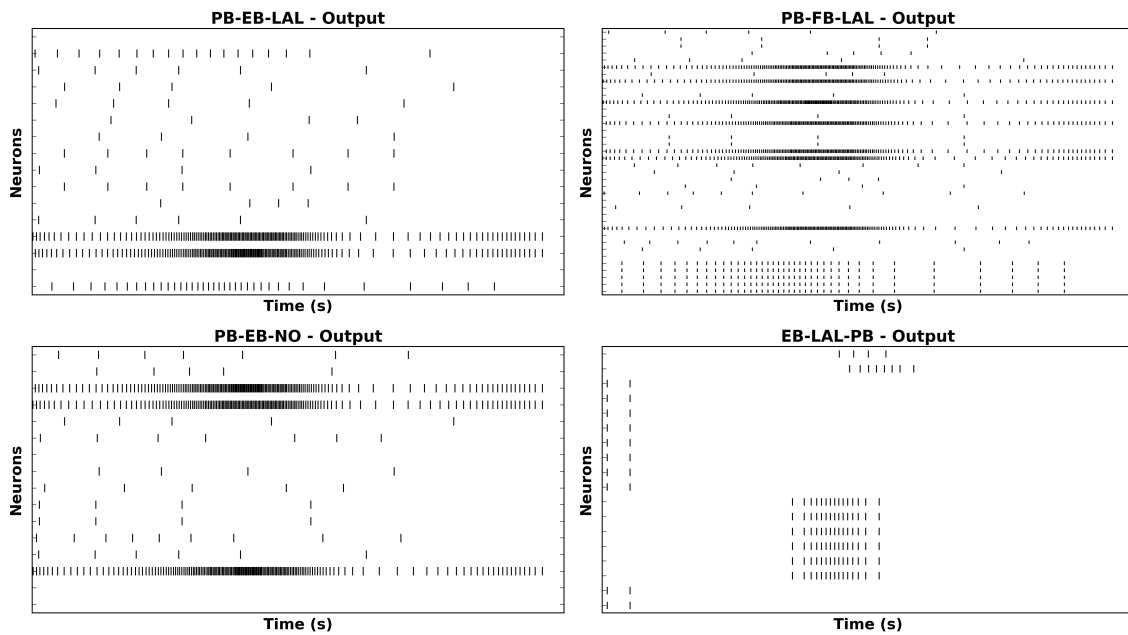 PB-EB-LAL - Output
Neurons
Time (s)
PB-FB-LAL - Output
Neurons
Time (s)
PB-EB-NO - Output
Neurons
Time (s)
EB-LAL-PB - Output
Neurons
Time (s)